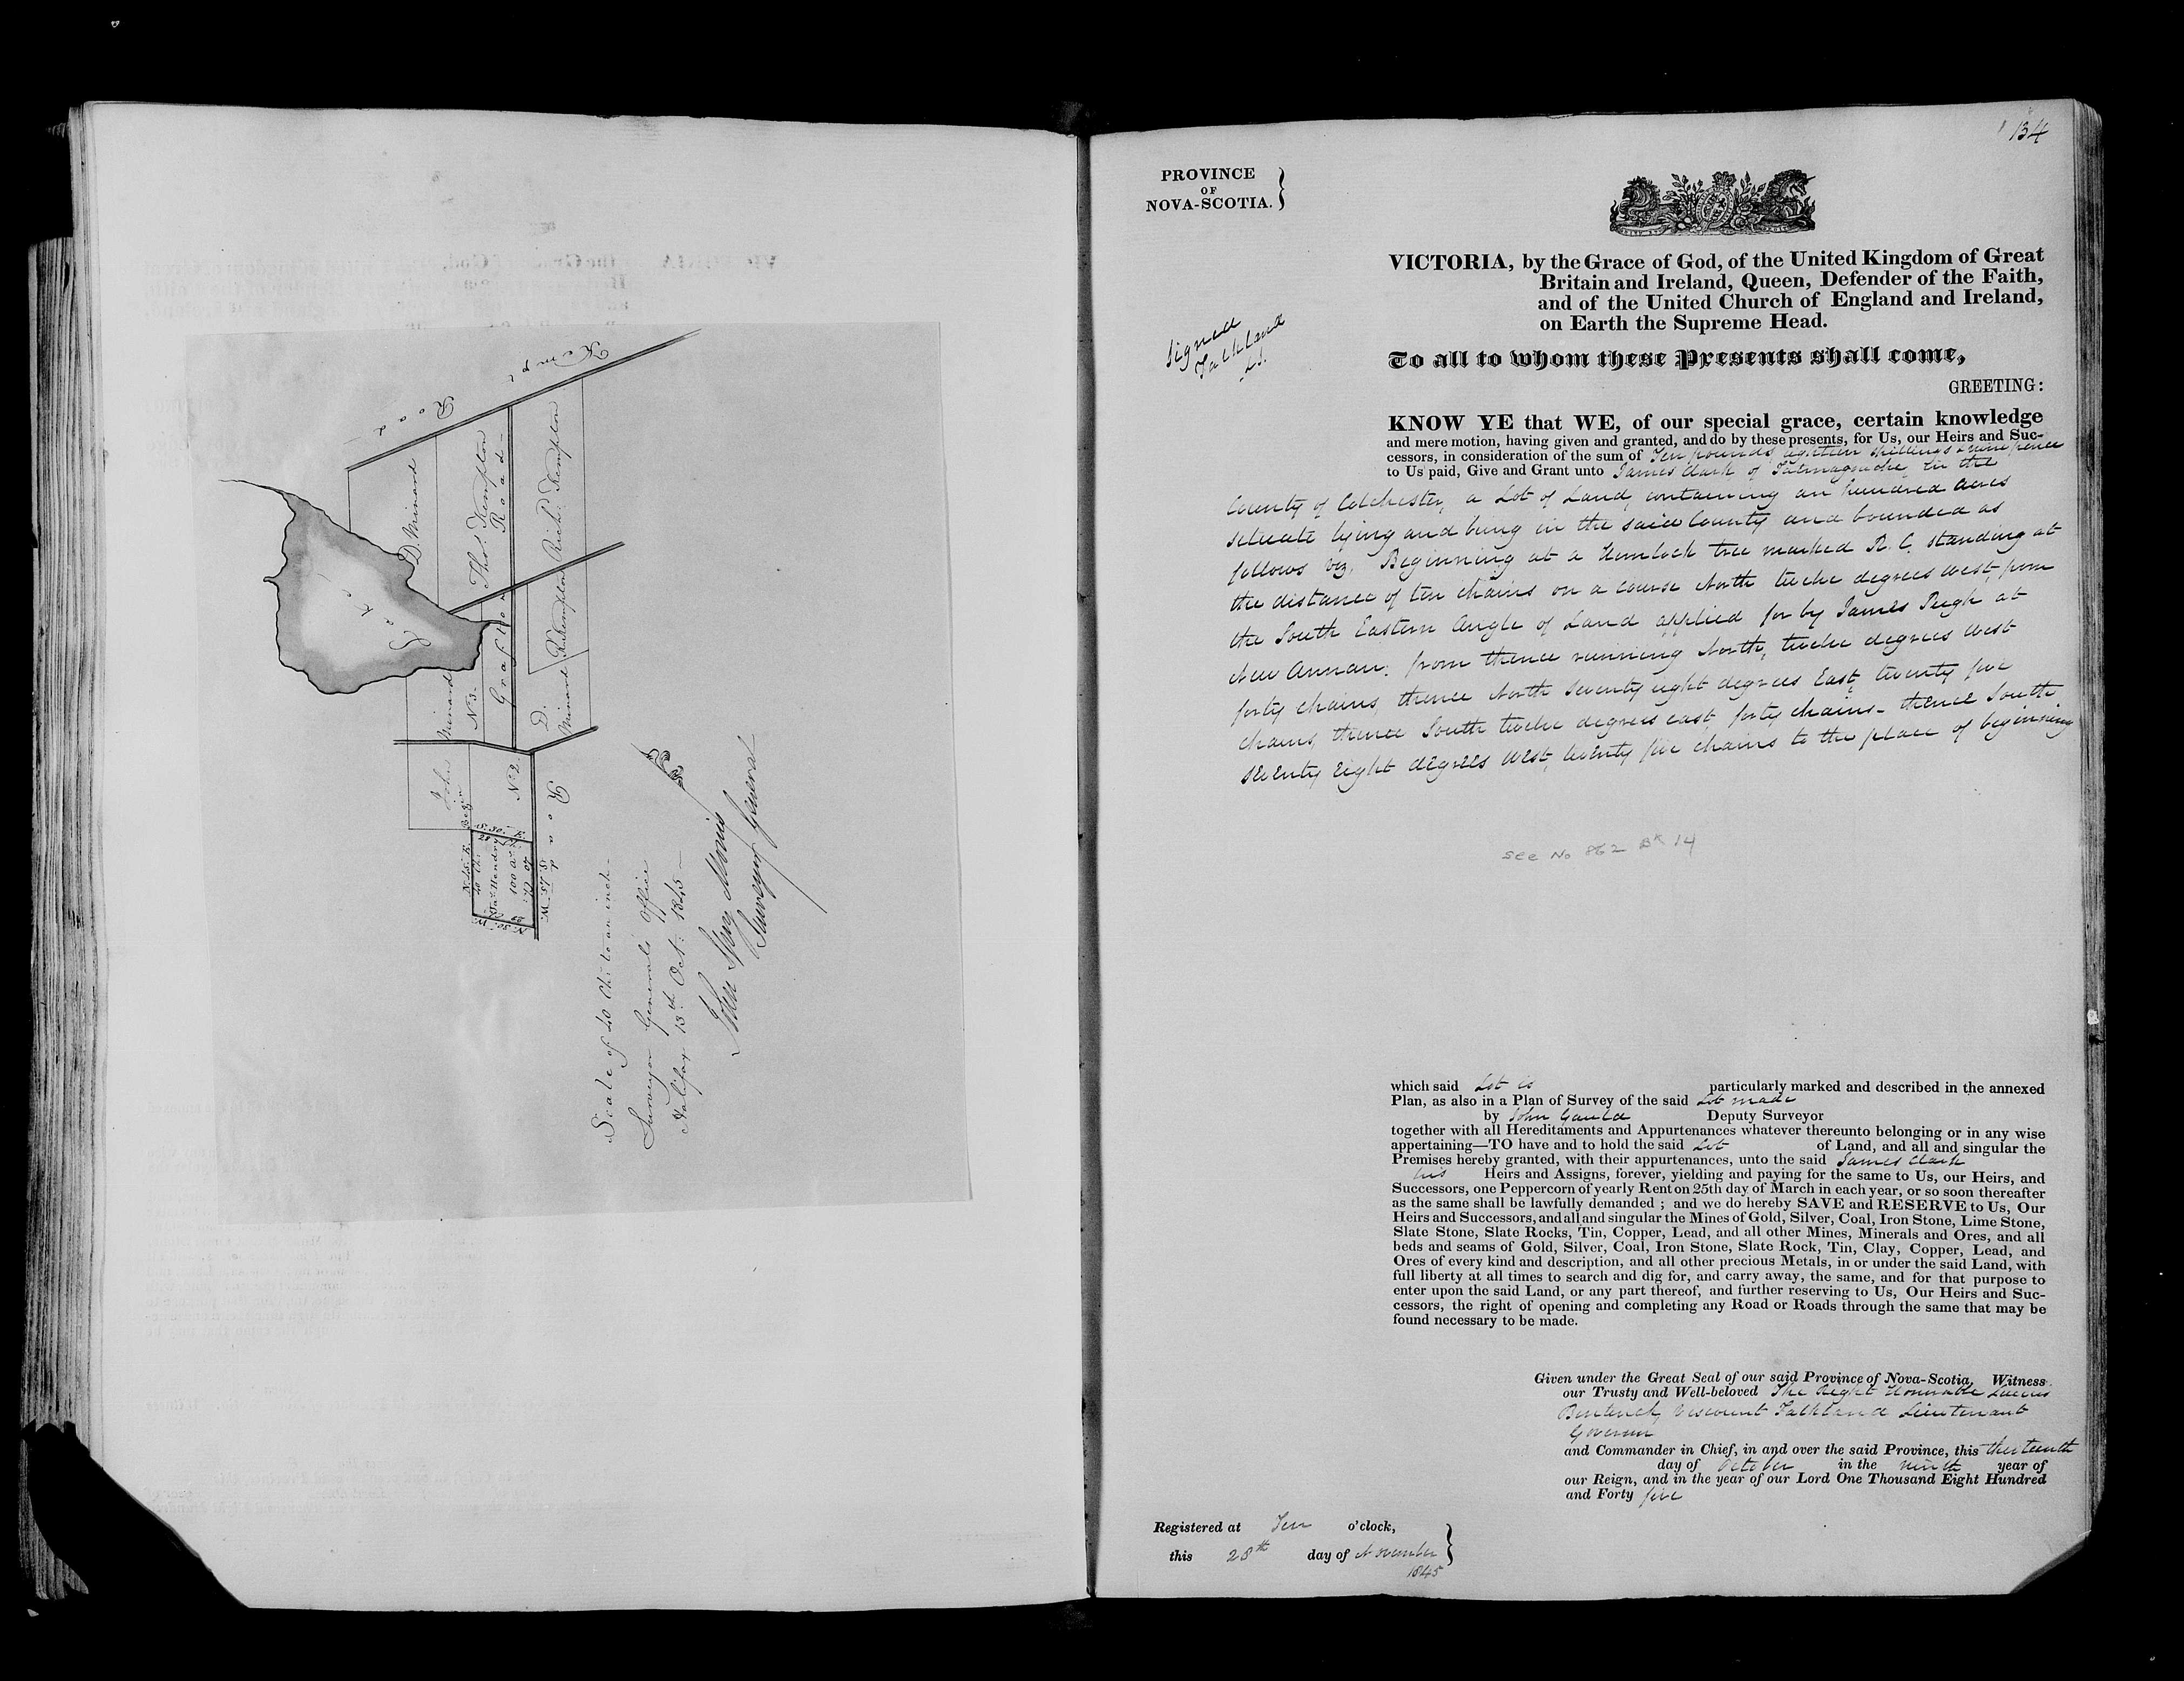 Kempt
Road
D. Minard
Thos. Kempton
Grafton Road
Richd. Kempton
Rd. Kempton
Lake
Minard
No. 3.
D.
Minard
John
Begin
No. 2
Road
S. 30. E.
28
N. 48. E.
40 Ch:
Jas. Hendry
100 As.
40 Ch:
S. 48. W.
N. 30. W.
Scale of 40 Chs. to an inch-
Surveyor General's Office
Halifax 13th Oct: 1845-
John Spry Morris
Surveyor General
134
PROVINCE
OF
NOVA-SCOTIA.
Signed
Falkland
L.S.
VICTORIA, by the Grace of God, of the United Kingdom of Great
Britain and Ireland, Queen, Defender of the Faith,
and of the United Church of England and Ireland,
on Earth the Supreme Head.
To all to whom these Presents shall come,
GREETING:
KNOW YE that WE, of our special grace, certain knowledge
and mere motion, having given and granted, and do by these presents, for Us, our Heirs and Suc-
cessors, in consideration of the sum of Ten pounds eighteen shillings & nine pence
to Us paid, Give and Grant unto James Clark of Tatmagouche in the
County of Colchester, a Lot of Land, containing an hundred acres
situate lying and being in the said County and bounded as
follows viz. Beginning at a Hemlock tree marked R. C. standing at
the distance of ten chains on a course North twelve degrees west, from
the South Eastern Angle of Land applied for by James Peigh at
New Annan: from thence running North, twelve degrees West
forty chains, thence North Seventy eight degrees East, twenty five
chains, thence South twelve degrees east, forty chains- thence South
seventy eight degrees West, twenty five chains to the place of beginning
see No 862 Bk 14
which said Lot is particularly marked and described in the annexed
Plan, as also in a Plan of Survey of the said Lot made
by John Gauld Deputy Surveyor
together with all Hereditaments and Appurtenances whatever thereunto belonging or in any wise
appertaining—TO have and to hold the said Lot of Land, and all and singular the
Premises hereby granted, with their appurtenances, unto the said James Clark
his Heirs and Assigns, forever, yielding and paying for the same to Us, our Heirs, and
Successors, one Peppercorn of yearly Rent on 25th day of March in each year, or so soon thereafter
as the same shall be lawfully demanded ; and we do hereby SAVE and RESERVE to Us, Our
Heirs and Successors, and all and singular the Mines of Gold, Silver, Coal, Iron Stone, Lime Stone,
Slate Stone, Slate Rocks, Tin, Copper, Lead, and all other Mines, Minerals and Ores, and all
beds and seams of Gold, Silver, Coal, Iron Stone, Slate Rock, Tin, Clay, Copper, Lead, and
Ores of every kind and description, and all other precious Metals, in or under the said Land, with
full liberty at all times to search and dig for, and carry away, the same, and for that purpose to
enter upon the said Land, or any part thereof, and further reserving to Us, Our Heirs and Suc-
cessors, the right of opening and completing any Road or Roads through the same that may be
found necessary to be made.
Given under the Great Seal of our said Province of Nova-Scotia, Witness
our Trusty and Well-beloved The Right Honorable Lucius
Bentinck, Viscount Falkland Lieutenant
Governor
and Commander in Chief, in and over the said Province, this thirteenth
day of October in the ninth year of
our Reign, and in the year of our Lord One Thousand Eight Hundred
and Forty five
Registered at Ten o'clock,
this 28th day of November
1845